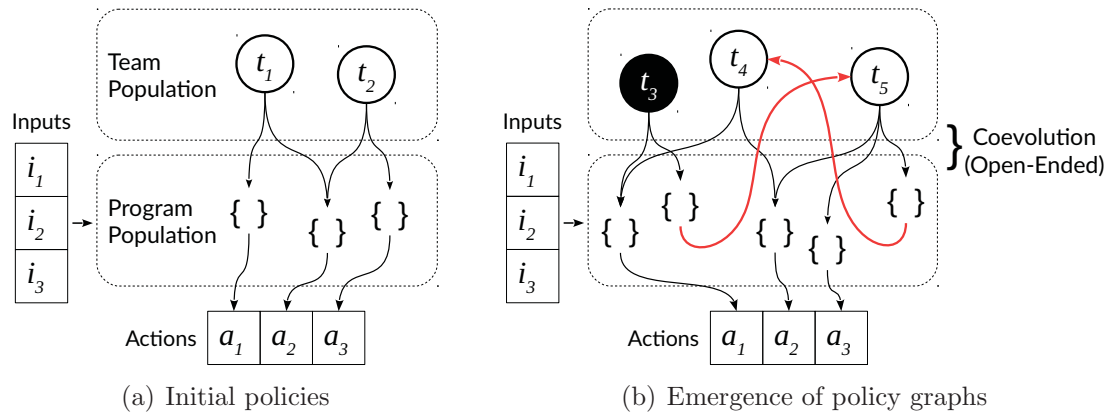 Team
Population
t1
t2
Inputs
i1
i2
i3
Program
Population
{ }
{ }
{ }
Actions
a1
a2
a3
(a) Initial policies
t3
t4
t5
Inputs
i1
i2
i3
{ }
{ }
{ }
{ }
{ }
} Coevolution
(Open-Ended)
Actions
a1
a2
a3
(b) Emergence of policy graphs